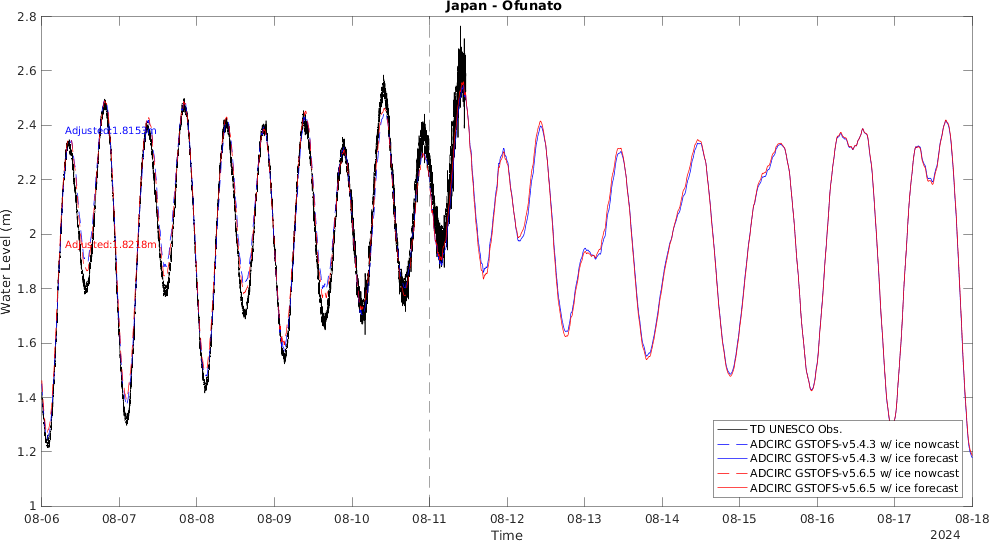 Japan - Ofunato
2.8
2.6
2.4
2.2
2
1.8
1.6
1.4
1.2
1
Water Level (m)
Adjusted:1.8153m
Adjusted:1.8218m
TD UNESCO Obs.
ADCIRC GSTOFS-v5.4.3 w/ ice nowcast
ADCIRC GSTOFS-v5.4.3 w/ ice forecast
ADCIRC GSTOFS-v5.6.5 w/ ice nowcast
ADCIRC GSTOFS-v5.6.5 w/ ice forecast
08-06 08-07 08-08 08-09 08-10 08-11 08-12 08-13 08-14 08-15 08-16 08-17 08-18
Time
2024